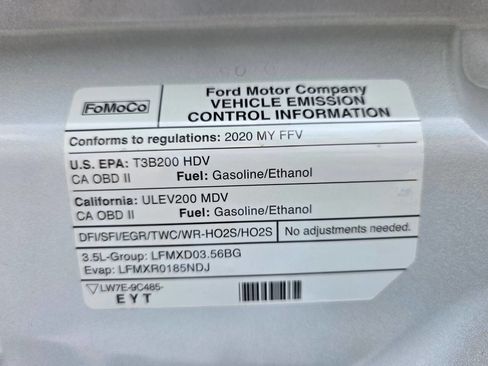 FoMoCo
Ford Motor Company
VEHICLE EMISSION
CONTROL INFORMATION
Conforms to regulations: 2020 MY FFV
U.S. EPA: T3B200 HDV
CA OBD II Fuel: Gasoline/Ethanol
California: ULEV200 MDV
CA OBD II Fuel: Gasoline/Ethanol
DFI/SFI/EGR/TWC/WR-HO2S/HO2S No adjustments needed.
3.5L-Group: LFMXD03.56BG
Evap: LFMXR0185NDJ
LW7E-9C485-
EYT